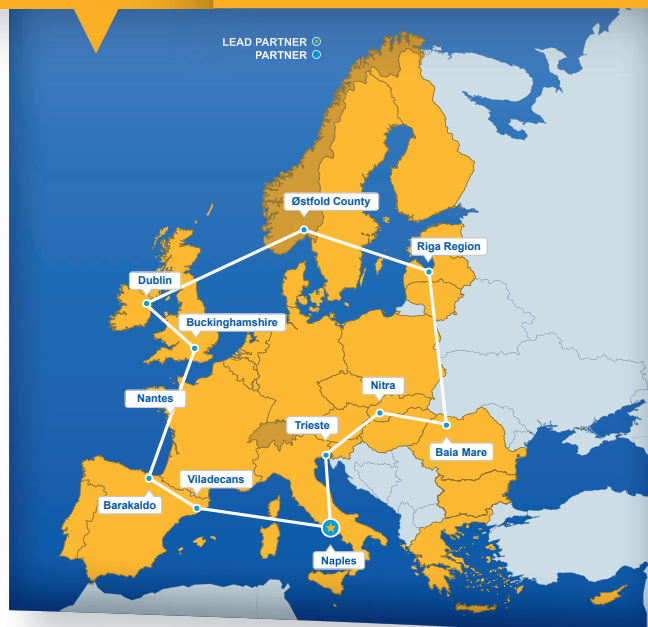 LEAD PARTNER
PARTNER
Østfold County
Riga Region
Dublin
Buckinghamshire
Nitra
Nantes
Trieste
Baia Mare
Viladecans
Barakaldo
Naples